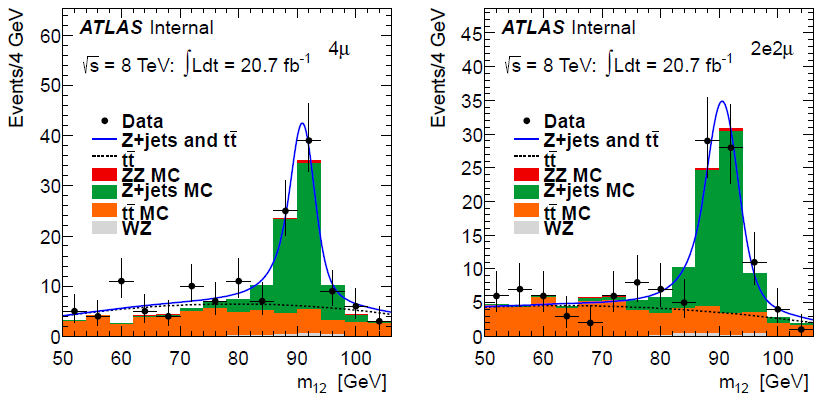 Events/4 GeV
ATLAS Internal
√s = 8 TeV: ∫Ldt = 20.7 fb⁻¹
4μ
Data
Z+jets and tt̄
tt̄
ZZ MC
Z+jets MC
tt̄ MC
WZ
60
50
40
30
20
10
0
50 60 70 80 90 100
m₁₂ [GeV]
Events/4 GeV
ATLAS Internal
√s = 8 TeV: ∫Ldt = 20.7 fb⁻¹
2e2μ
Data
Z+jets and tt̄
tt̄
ZZ MC
Z+jets MC
tt̄ MC
WZ
45
40
35
30
25
20
15
10
5
0
50 60 70 80 90 100
m₁₂ [GeV]